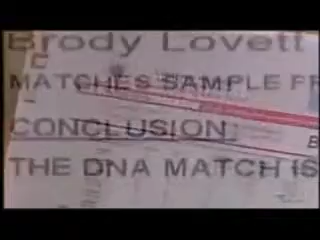 Brody Lovett
MATCHES SAMPLE
CONCLUSION:
THE DNA MATCH IS